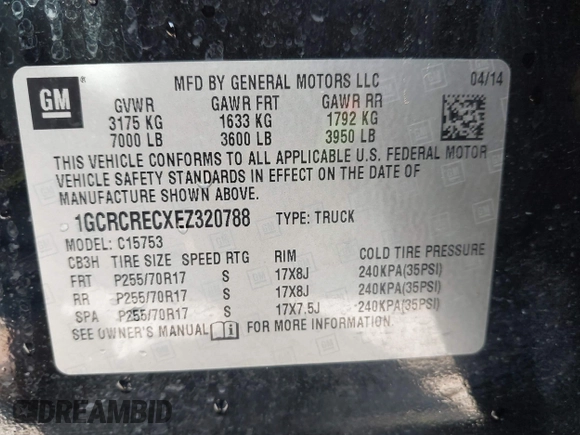 GM
MFD BY GENERAL MOTORS LLC 04/14
GVWR GAWR FRT GAWR RR
3175 KG 1633 KG 1792 KG
7000 LB 3600 LB 3950 LB
THIS VEHICLE CONFORMS TO ALL APPLICABLE U.S. FEDERAL MOTOR
VEHICLE SAFETY STANDARDS IN EFFECT ON THE DATE OF
MANUFACTURE SHOWN ABOVE.
1GCRCRECXEZ320788 TYPE: TRUCK
MODEL: C15753
CB3H TIRE SIZE SPEED RTG RIM COLD TIRE PRESSURE
FRT P255/70R17 S 17X8J 240KPA(35PSI)
RR P255/70R17 S 17X8J 240KPA(35PSI)
SPA P255/70R17 S 17X7.5J 240KPA(35PSI)
SEE OWNER'S MANUAL FOR MORE INFORMATION.
DREAMBID